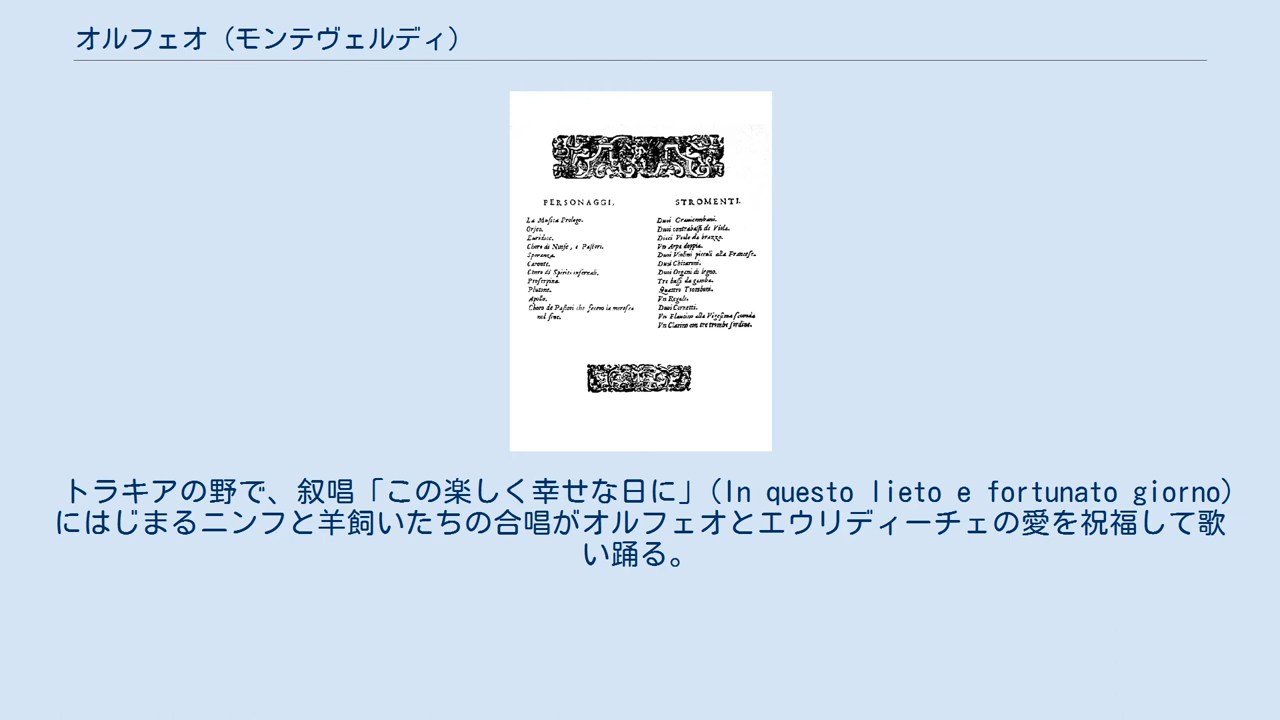 オルフェオ（モンテヴェルディ）
PERSONAGGI.
La Musica Prologo.
Orfeo.
Euridice.
Choro di Ninfe, e Pastori.
Speranza.
Caronte.
Choro di Spiriti infernali.
Proserpina.
Plutone.
Apollo.
Choro de Pastori che fecero la moresca
nel fine.
STROMENTI.
Duoi Grauicembani.
Duoi contrabassi de Viola.
Dieci Viole da brazzo.
Vn Arpa doppia.
Duoi Violini piccoli alla Francese.
Duoi Chitaroni.
Duoi Organi di legno.
Tre bassi da gamba.
Quattro Tromboni.
Vn Regale.
Duoi Cornetti.
Vn Flautino alla Vigesima seconda
Vn Clarino con tre trombe sordine.
トラキアの野で、叙唱「この楽しく幸せな日に」（In questo lieto e fortunato giorno）
にはじまるニンフと羊飼いたちの合唱がオルフェオとエウリディーチェの愛を祝福して歌
い踊る。